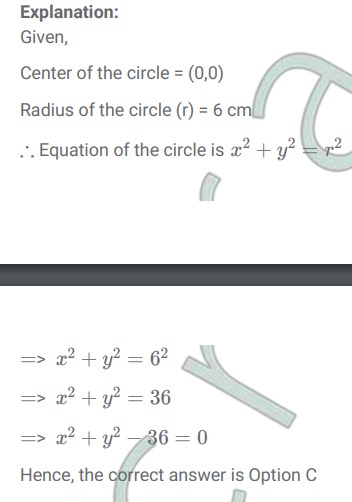 Explanation:
Given,
Center of the circle = (0,0)
Radius of the circle (r) = 6 cm
∴ Equation of the circle is x² + y² = r²
=> x² + y² = 6²
=> x² + y² = 36
=> x² + y² − 36 = 0
Hence, the correct answer is Option C